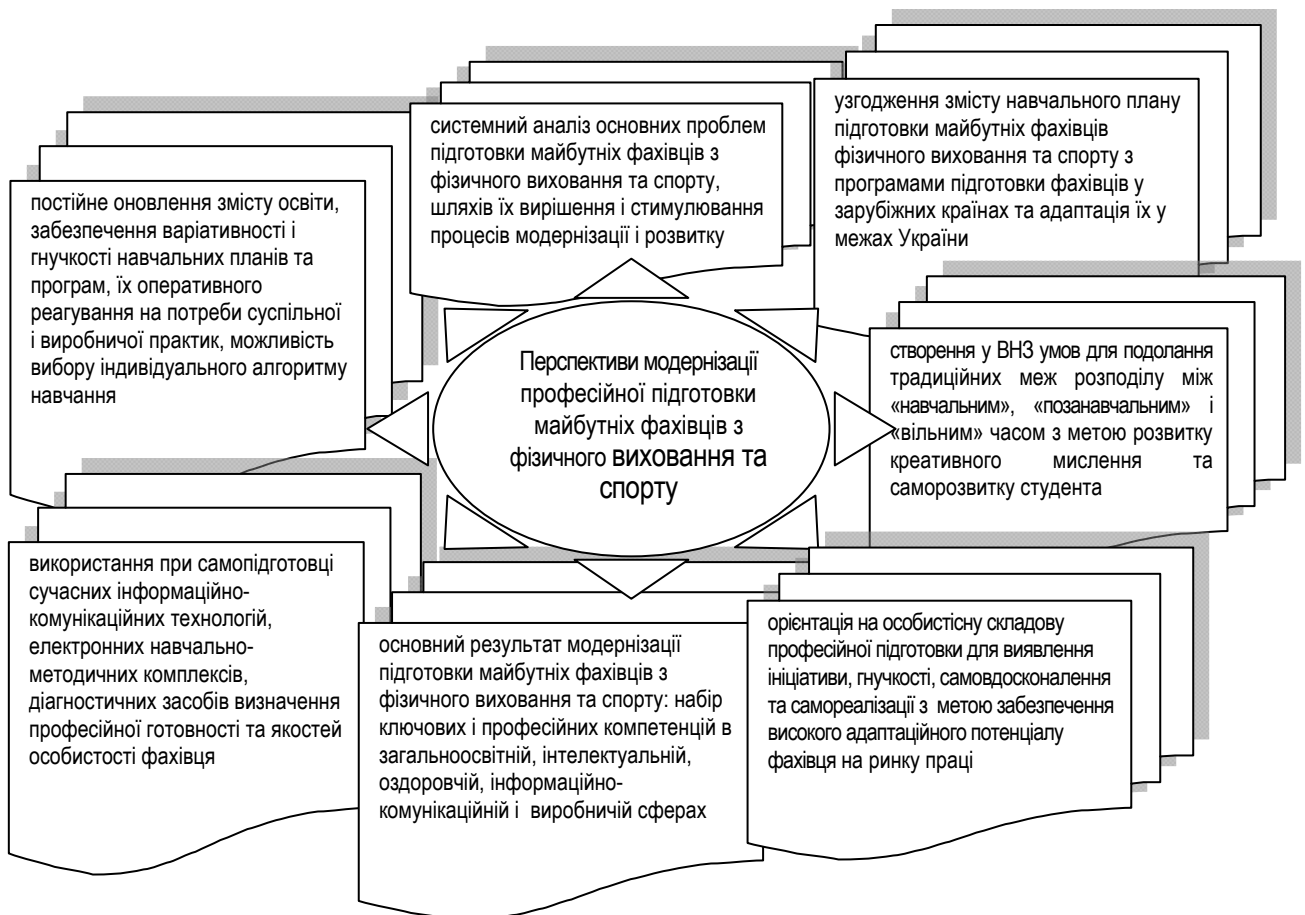 системний аналіз основних проблем
підготовки майбутніх фахівців з
фізичного виховання та спорту,
шляхів їх вирішення і стимулювання
процесів модернізації і розвитку
узгодження змісту навчального плану
підготовки майбутніх фахівців
фізичного виховання та спорту з
програмами підготовки фахівців у
зарубіжних країнах та адаптація їх у
межах України
постійне оновлення змісту освіти,
забезпечення варіативності і
гнучкості навчальних планів та
програм, їх оперативного
реагування на потреби суспільної
і виробничої практик, можливість
вибору індивідуального алгоритму
навчання
Перспективи модернізації
професійної підготовки
майбутніх фахівців з
фізичного виховання та
спорту
створення у ВНЗ умов для подолання
традиційних меж розподілу між
«навчальним», «позанавчальним» і
«вільним» часом з метою розвитку
креативного мислення та
саморозвитку студента
використання при самопідготовці
сучасних інформаційно-
комунікаційних технологій,
електронних навчально-
методичних комплексів,
діагностичних засобів визначення
професійної готовності та якостей
особистості фахівця
основний результат модернізації
підготовки майбутніх фахівців з
фізичного виховання та спорту: набір
ключових і професійних компетенцій в
загальноосвітній, інтелектуальній,
оздоровчій, інформаційно-
комунікаційній і виробничій сферах
орієнтація на особистісну складову
професійної підготовки для виявлення
ініціативи, гнучкості, самовдосконалення
та самореалізації з метою забезпечення
високого адаптаційного потенціалу
фахівця на ринку праці